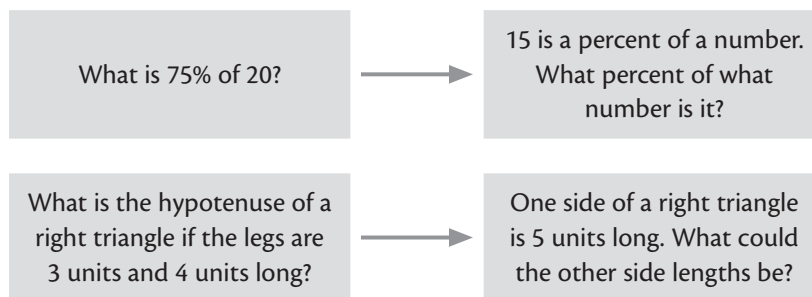 What is 75% of 20?
15 is a percent of a number.
What percent of what
number is it?
What is the hypotenuse of a
right triangle if the legs are
3 units and 4 units long?
One side of a right triangle
is 5 units long. What could
the other side lengths be?